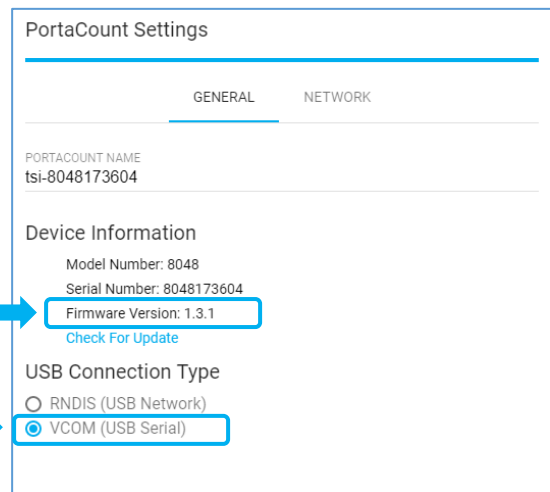 PortaCount Settings
GENERAL NETWORK
PORTACOUNT NAME
tsi-8048173604
Device Information
Model Number: 8048
Serial Number: 8048173604
Firmware Version: 1.3.1
Check For Update
USB Connection Type
RNDIS (USB Network)
VCOM (USB Serial)